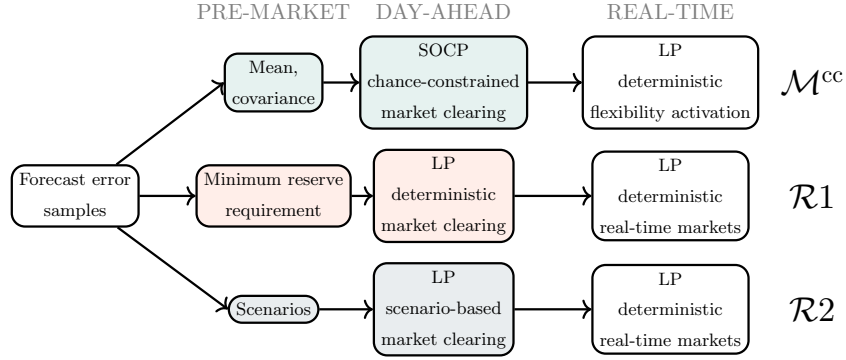 PRE-MARKET DAY-AHEAD REAL-TIME
Mean,
covariance
SOCP
chance-constrained
market clearing
LP
deterministic
flexibility activation
ℳᶜᶜ
Forecast error
samples
Minimum reserve
requirement
LP
deterministic
market clearing
LP
deterministic
real-time markets
ℛ1
Scenarios
LP
scenario-based
market clearing
LP
deterministic
real-time markets
ℛ2